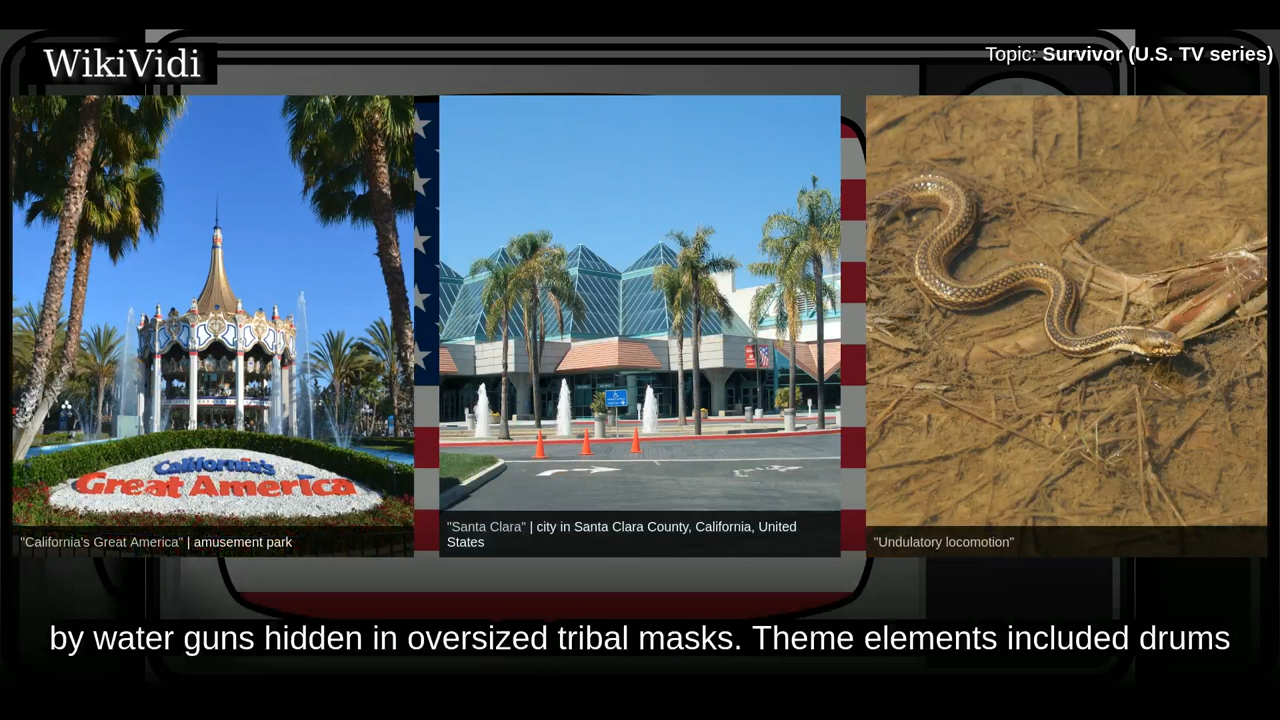 WikiVidi
Topic: Survivor (U.S. TV series)
California's
Great America
"California's Great America" | amusement park
"Santa Clara" | city in Santa Clara County, California, United
States
"Undulatory locomotion"
by water guns hidden in oversized tribal masks. Theme elements included drums